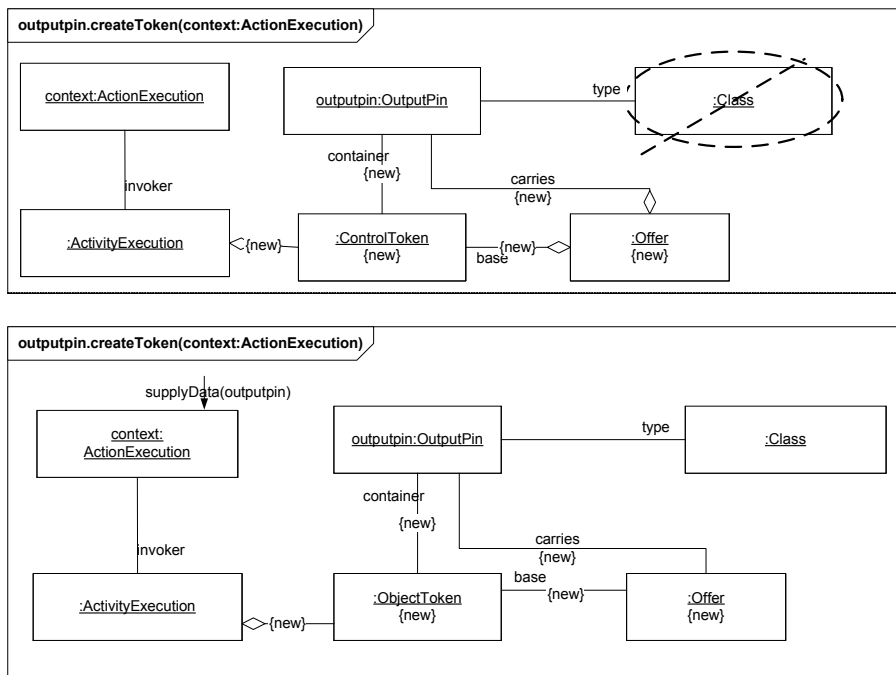 outputpin.createToken(context:ActionExecution)
context:ActionExecution
outputpin:OutputPin
type
:Class
container
{new}
carries
{new}
invoker
:ActivityExecution
{new}
:ControlToken
{new}
{new}
base
:Offer
{new}
outputpin.createToken(context:ActionExecution)
supplyData(outputpin)
context:
ActionExecution
outputpin:OutputPin
type
:Class
container
{new}
carries
{new}
invoker
base
{new}
:ActivityExecution
{new}
:ObjectToken
{new}
:Offer
{new}